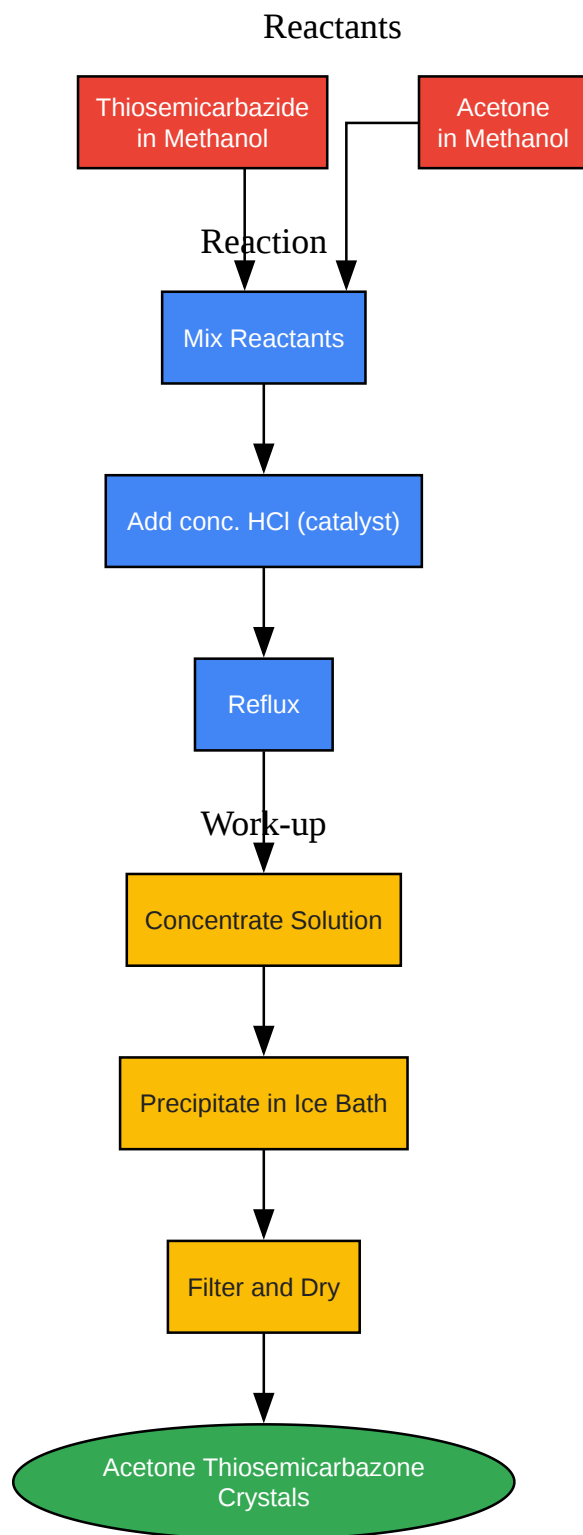 Reactants
Thiosemicarbazide
in Methanol
Acetone
in Methanol
Reaction
Mix Reactants
Add conc. HCl (catalyst)
Reflux
Work-up
Concentrate Solution
Precipitate in Ice Bath
Filter and Dry
Acetone Thiosemicarbazone
Crystals